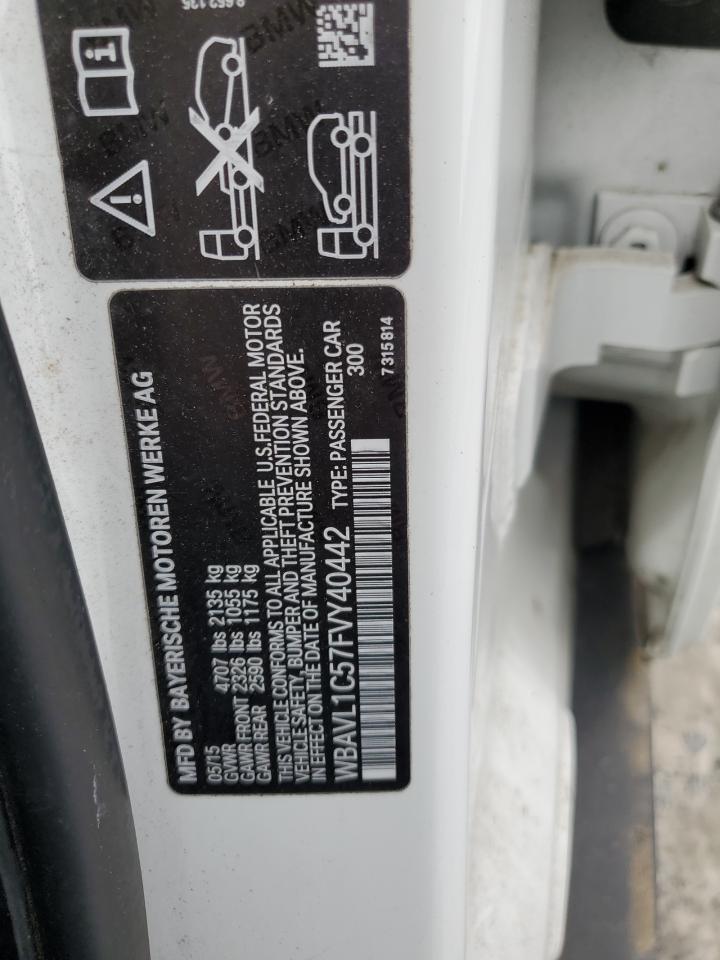 MFD BY BAYERISCHE MOTOREN WERKE AG
05/15
GVWR 4707 lbs 2135 kg
GAWR FRONT 2326 lbs 1055 kg
GAWR REAR 2590 lbs 1175 kg
THIS VEHICLE CONFORMS TO ALL APPLICABLE U.S.FEDERAL MOTOR
VEHICLE SAFETY, BUMPER AND THEFT PREVENTION STANDARDS
IN EFFECT ON THE DATE OF MANUFACTURE SHOWN ABOVE.
WBAVL1C57FVY40442 TYPE: PASSENGER CAR
300
7 315 814